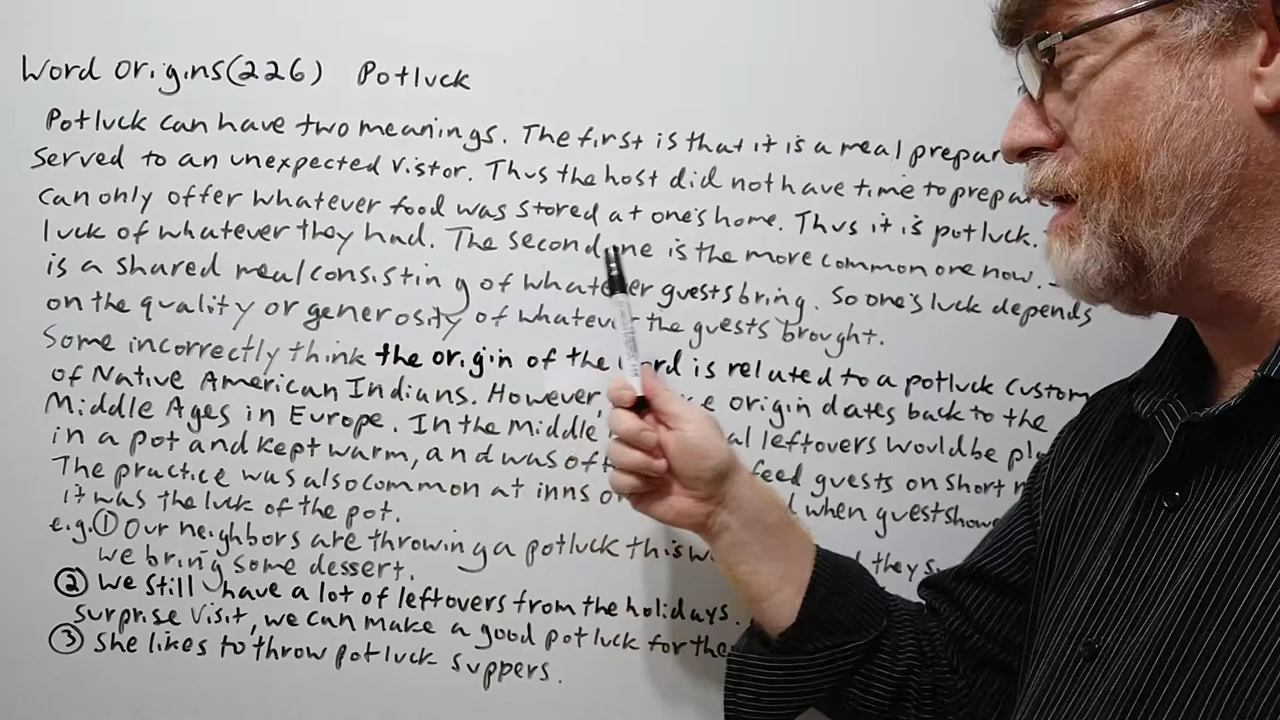 Word Origins(226) Potluck
Potluck can have two meanings. The first is that it is a meal prepar
served to an unexpected vistor. Thus the host did not have time to prepar
can only offer whatever food was stored at one's home. Thus it is potluck.
luck of whatever they had. The second one is the more common one now.
is a shared meal consisting of whatever guests bring. So one's luck depends
on the quality or generosity of whatever the guests brought.
Some incorrectly think the origin of the word is related to a potluck custom
of Native American Indians. However, origin dates back to the
Middle Ages in Europe. In the Middle leftovers would be
in a pot and kept warm, and was feed guests on short
The practice was also common at inns when guests
it was the luck of the pot.
e.g. ① Our neighbors are throwing a potluck this they
we bring some dessert.
② We still have a lot of leftovers from the holidays.
surprise visit, we can make a good potluck for
③ She likes to throw potluck suppers.